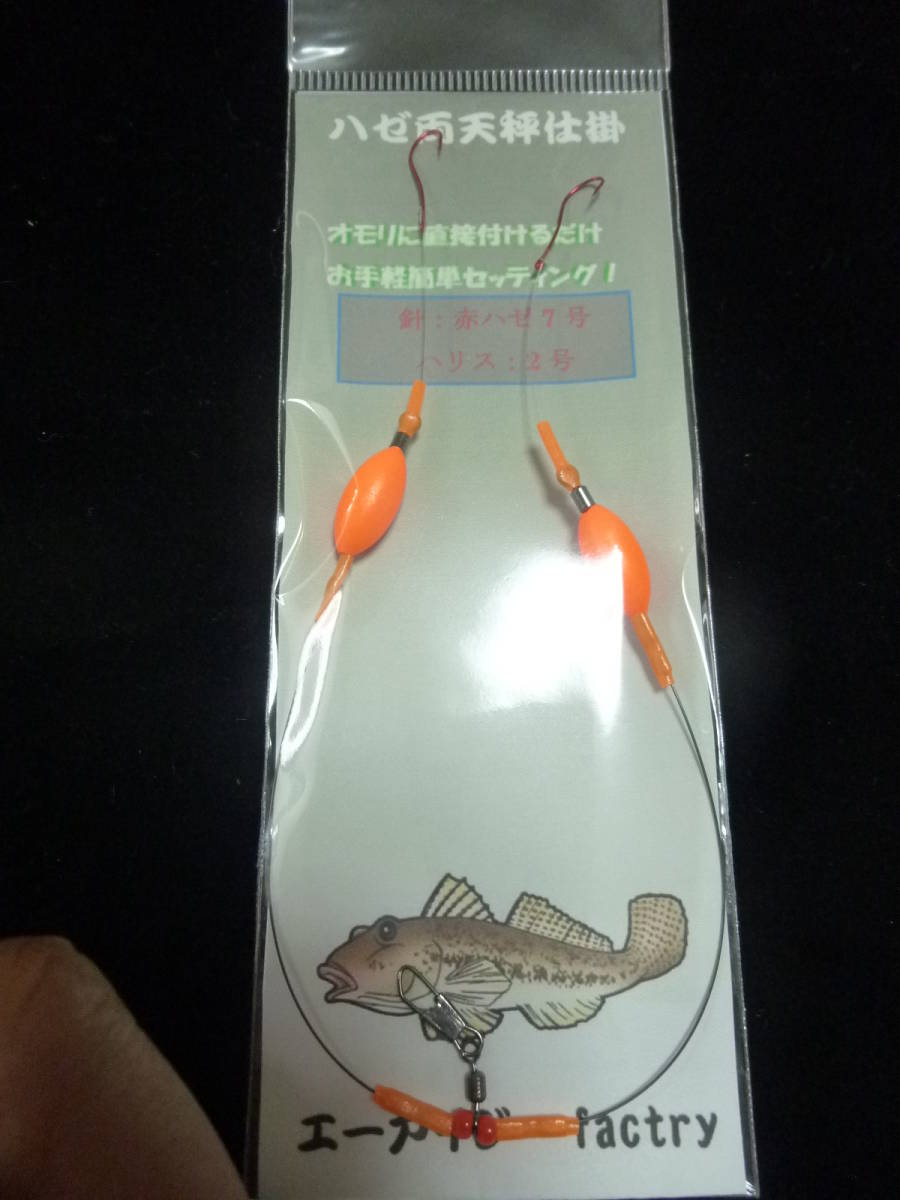 ハゼ両天秤仕掛
オモリに直接付けるだけ
お手軽簡単セッティング!
針:赤ハゼ7号
ハリス:2号
factry